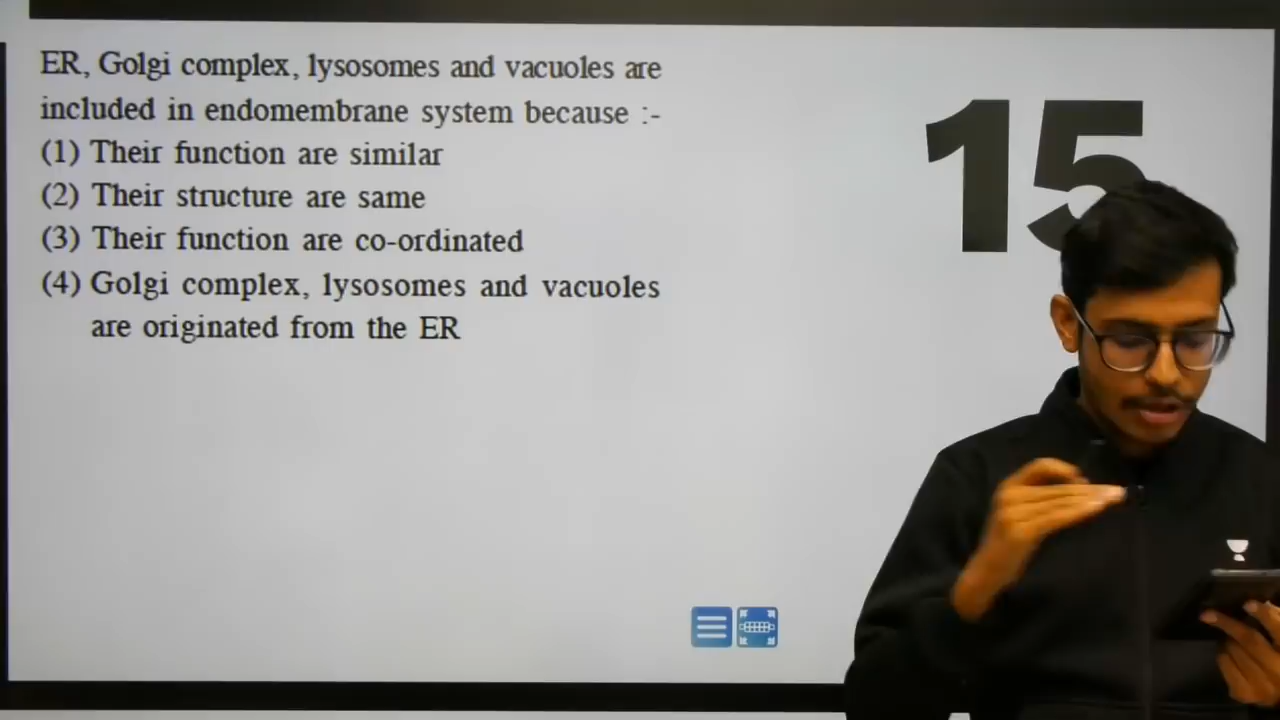 ER, Golgi complex, lysosomes and vacuoles are
included in endomembrane system because :-
(1) Their function are similar
(2) Their structure are same
(3) Their function are co-ordinated
(4) Golgi complex, lysosomes and vacuoles
are originated from the ER
15